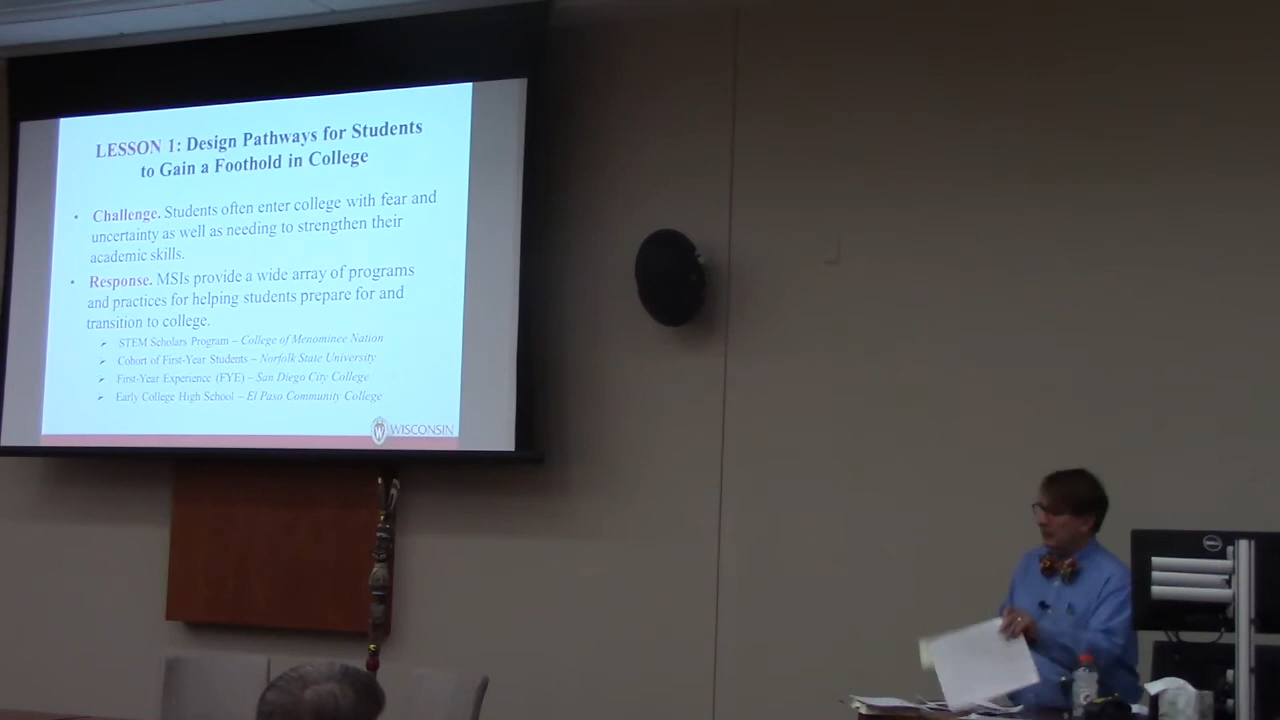 LESSON 1: Design Pathways for Students
to Gain a Foothold in College
• Challenge. Students often enter college with fear and
uncertainty as well as needing to strengthen their
academic skills.
• Response. MSIs provide a wide array of programs
and practices for helping students prepare for and
transition to college.
➢ STEM Scholars Program – College of Menominee Nation
➢ Cohort of First-Year Students – Norfolk State University
➢ First-Year Experience (FYE) – San Diego City College
➢ Early College High School – El Paso Community College
W WISCONSIN
DELL